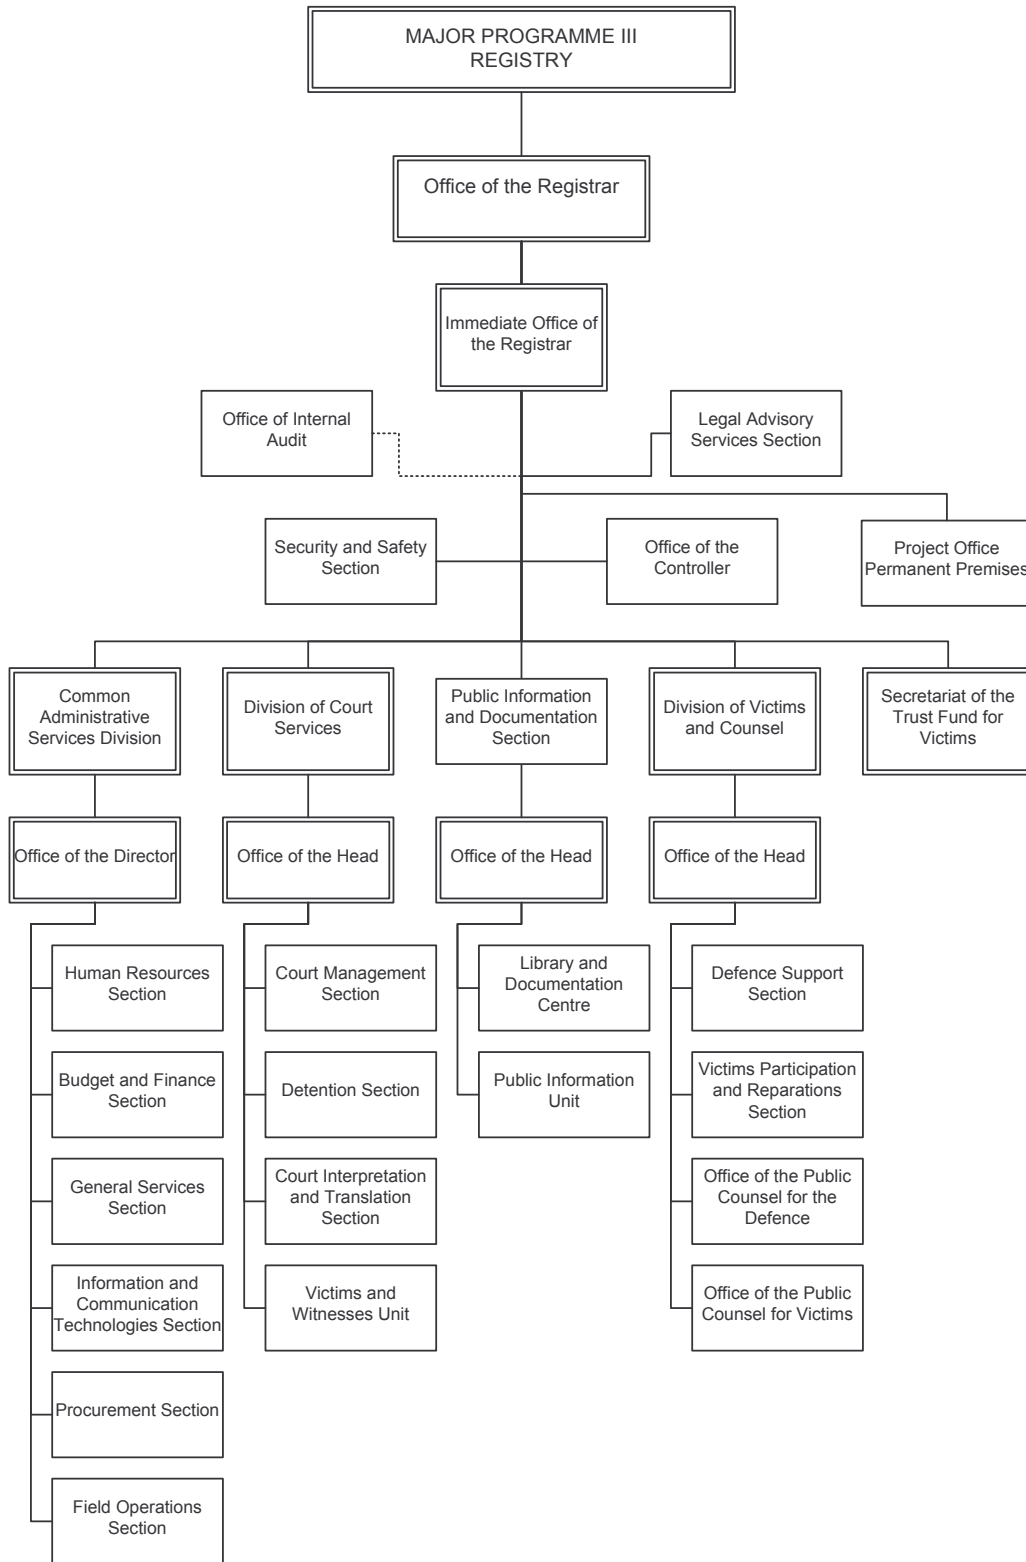 MAJOR PROGRAMME III
REGISTRY
Office of the Registrar
Immediate Office of
the Registrar
Office of Internal
Audit
Legal Advisory
Services Section
Security and Safety
Section
Office of the
Controller
Project Office
Permanent Premises
Common
Administrative
Services Division
Division of Court
Services
Public Information
and Documentation
Section
Division of Victims
and Counsel
Secretariat of the
Trust Fund for
Victims
Office of the Director
Office of the Head
Office of the Head
Office of the Head
Human Resources
Section
Court Management
Section
Library and
Documentation
Centre
Defence Support
Section
Budget and Finance
Section
Detention Section
Public Information
Unit
Victims Participation
and Reparations
Section
General Services
Section
Court Interpretation
and Translation
Section
Office of the Public
Counsel for the
Defence
Information and
Communication
Technologies Section
Victims and
Witnesses Unit
Office of the Public
Counsel for Victims
Procurement Section
Field Operations
Section